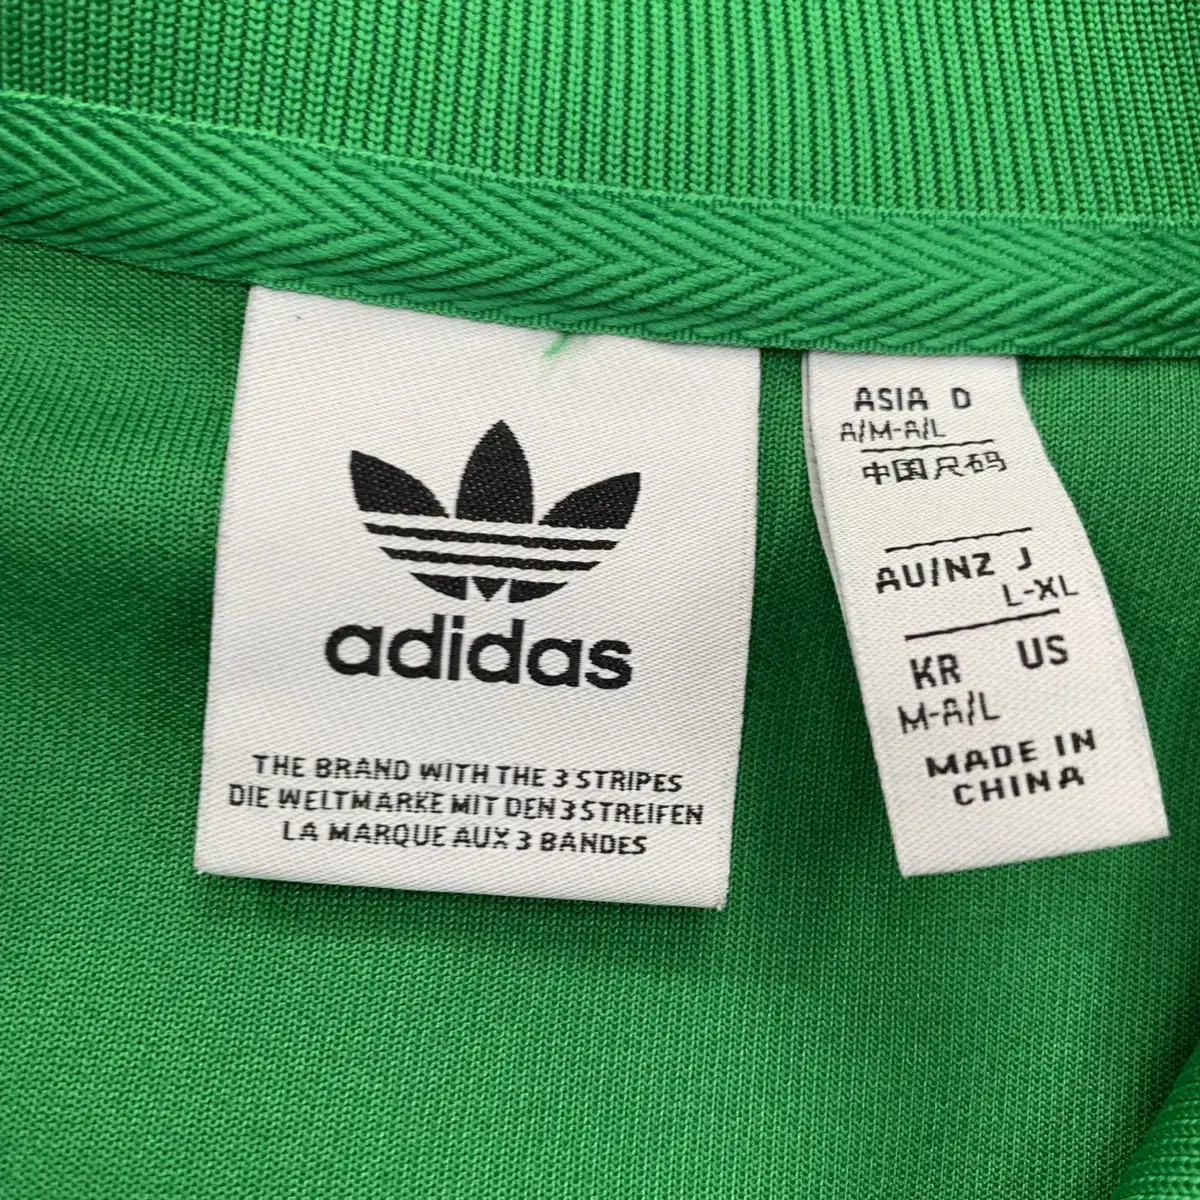 adidas
THE BRAND WITH THE 3 STRIPES
DIE WELTMARKE MIT DEN 3 STREIFEN
LA MARQUE AUX 3 BANDES
ASIA D
A/M-A/L
中国尺码
AU/NZ J
L-XL
KR US
M-A/L
MADE IN
CHINA